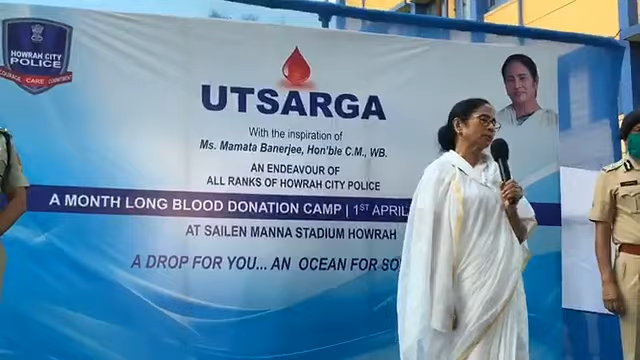 HOWRAH CITY
POLICE
COURAGE CARE COMMITMENT
UTSARGA
With the inspiration of
Ms. Mamata Banerjee, Hon'ble C.M., WB.
AN ENDEAVOUR OF
ALL RANKS OF HOWRAH CITY POLICE
A MONTH LONG BLOOD DONATION CAMP | 1ST APRIL
AT SAILEN MANNA STADIUM HOWRAH
A DROP FOR YOU... AN OCEAN FOR